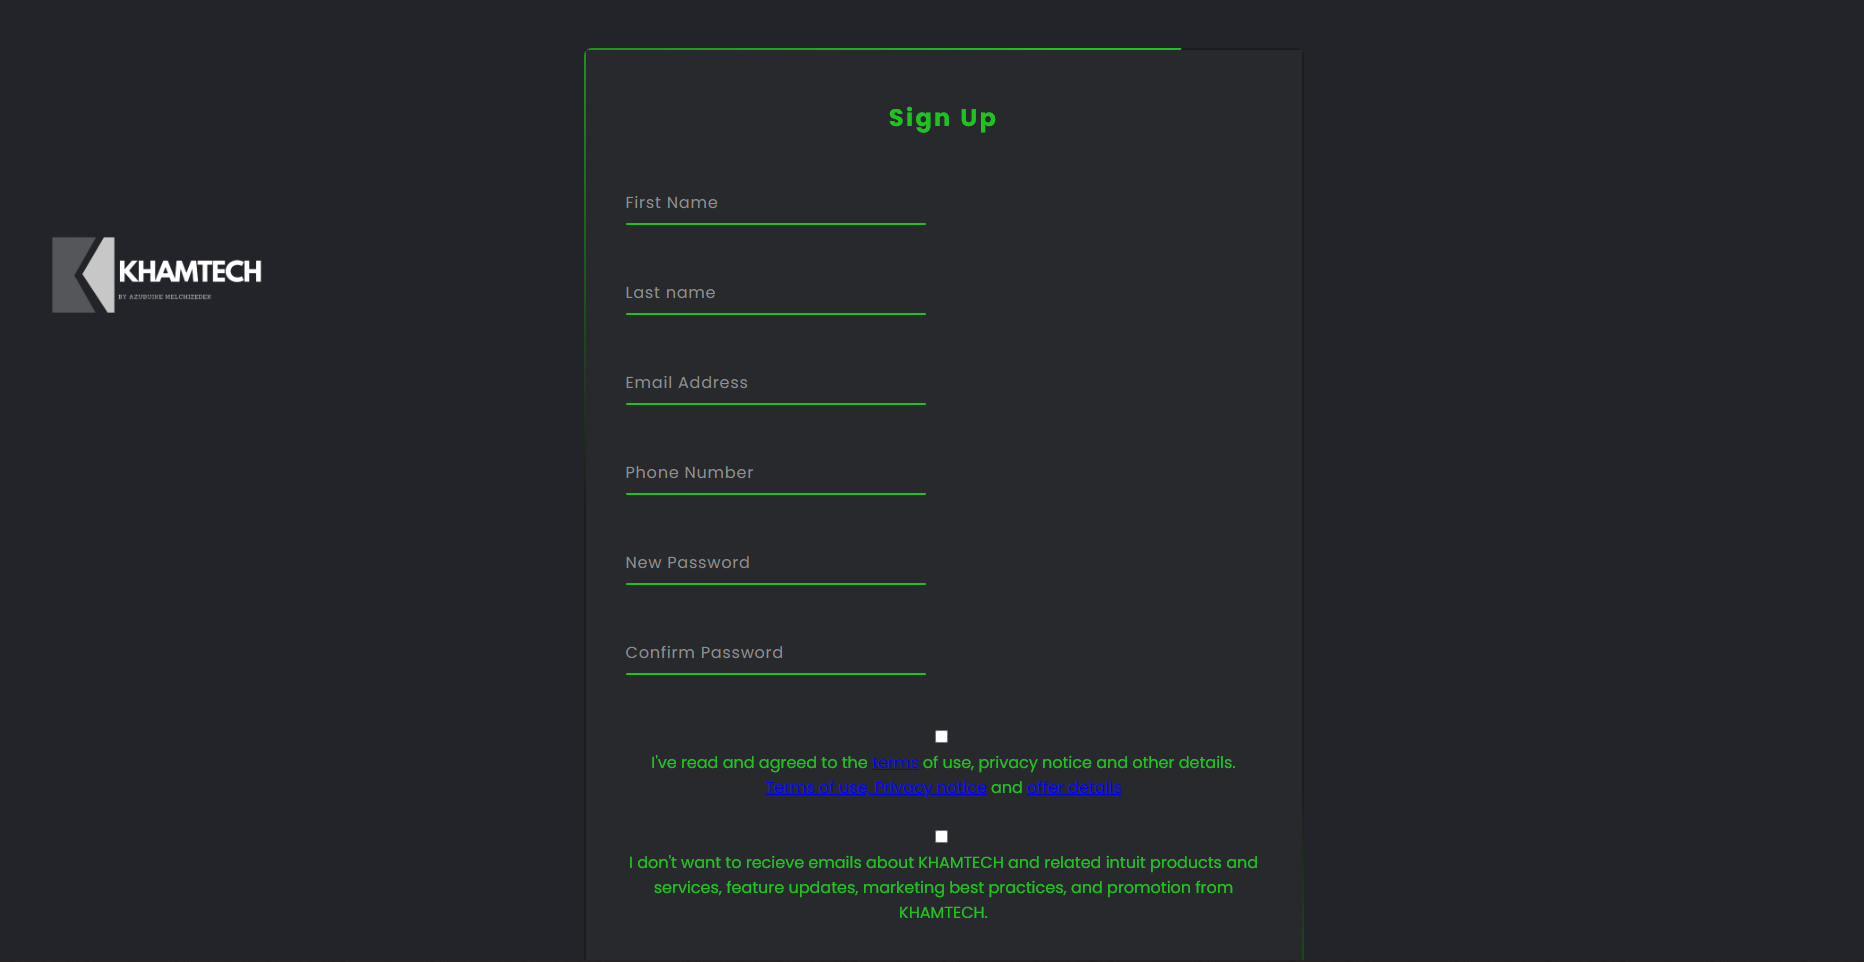 Sign Up
First Name
KHAMTECH
BY AZUBUIKE MELCHIZEDEK
Last name
Email Address
Phone Number
New Password
Confirm Password
I've read and agreed to the terms of use, privacy notice and other details.
Terms of use, Privacy notice and offer details
I don't want to recieve emails about KHAMTECH and related intuit products and
services, feature updates, marketing best practices, and promotion from
KHAMTECH.